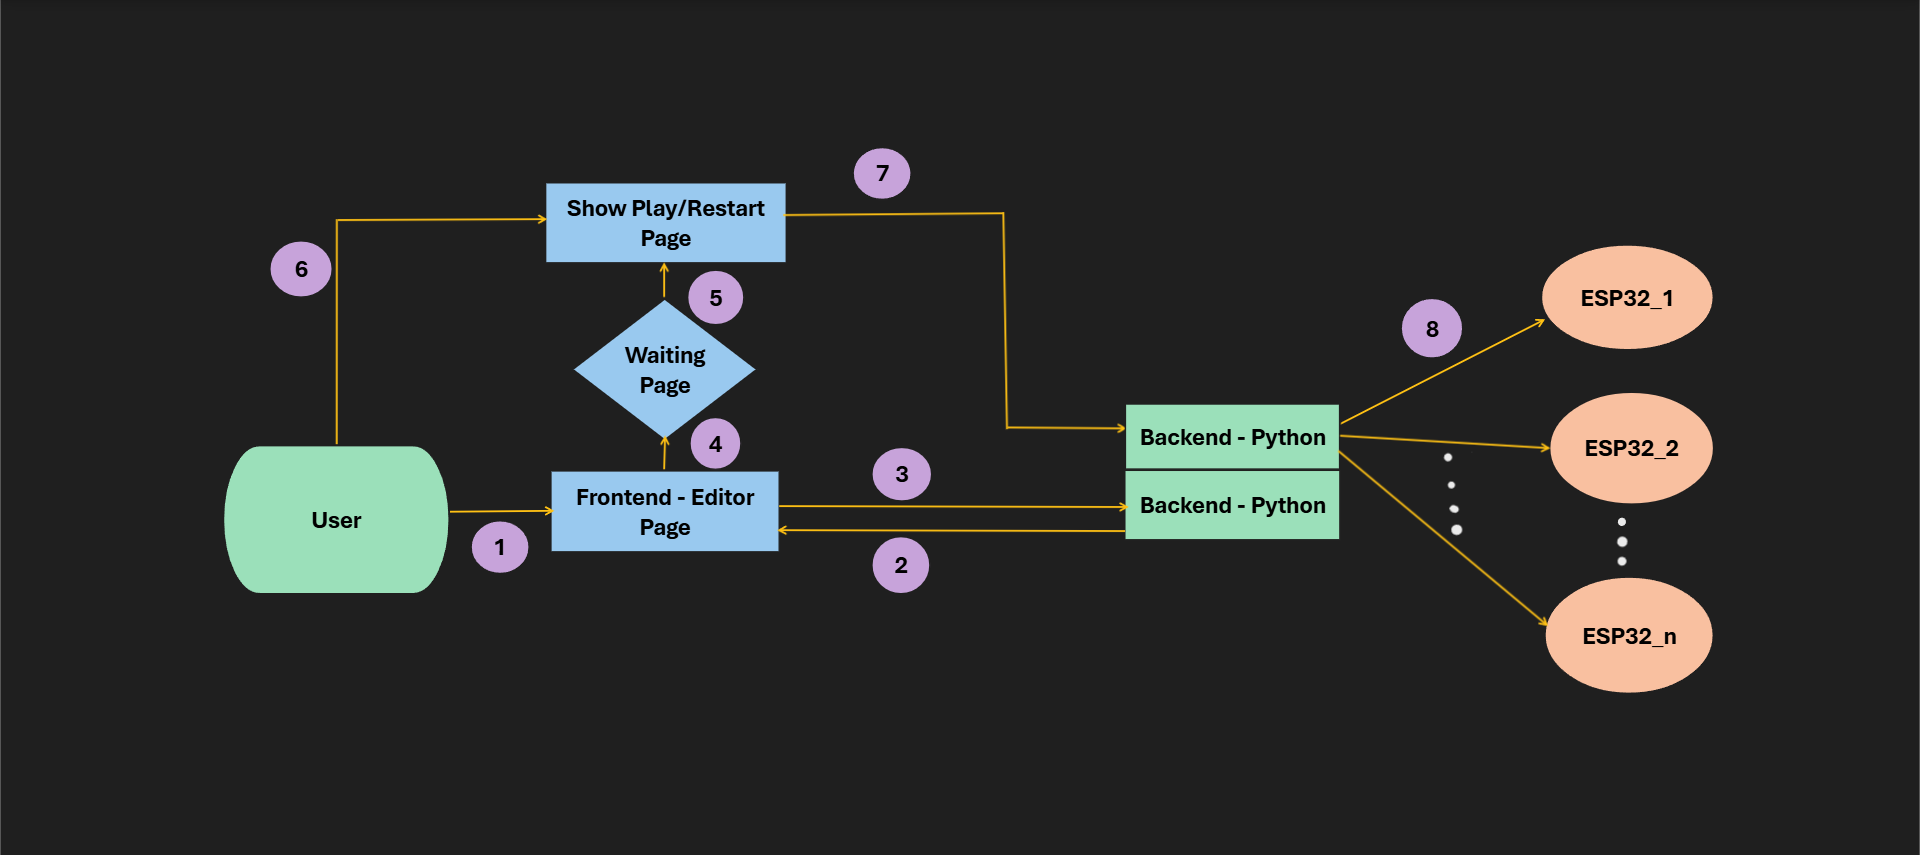 7
Show Play/Restart
Page
6
5
ESP32_1
8
Waiting
Page
4
Backend - Python
ESP32_2
3
Frontend - Editor
Page
Backend - Python
User
1
2
ESP32_n